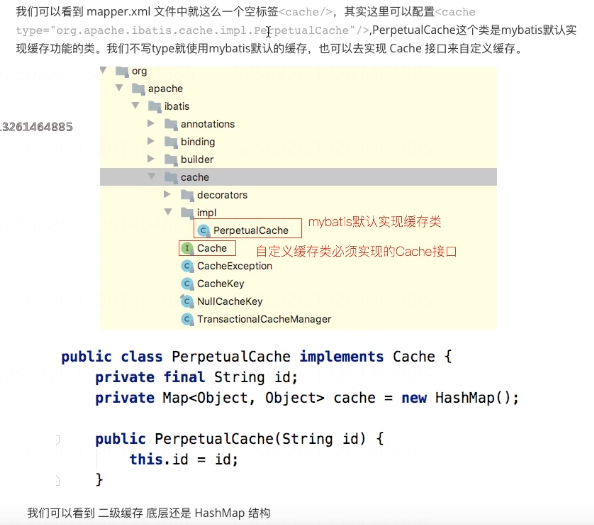 我们可以看到 mapper.xml 文件中就这么一个空标签<cache/>，其实这里可以配置<cache
type="org.apache.ibatis.cache.impl.PerpetualCache"/>,PerpetualCache这个类是mybatis默认实
现缓存功能的类。我们不写type就使用mybatis默认的缓存，也可以去实现 Cache 接口来自定义缓存。
org
apache
ibatis
13261464885
annotations
binding
builder
cache
decorators
impl
PerpetualCache mybatis默认实现缓存类
Cache 自定义缓存类必须实现的Cache接口
CacheException
CacheKey
NullCacheKey
TransactionalCacheManager
public class PerpetualCache implements Cache {
private final String id;
private Map<Object, Object> cache = new HashMap();
public PerpetualCache(String id) {
this.id = id;
}
我们可以看到 二级缓存 底层还是 HashMap 结构